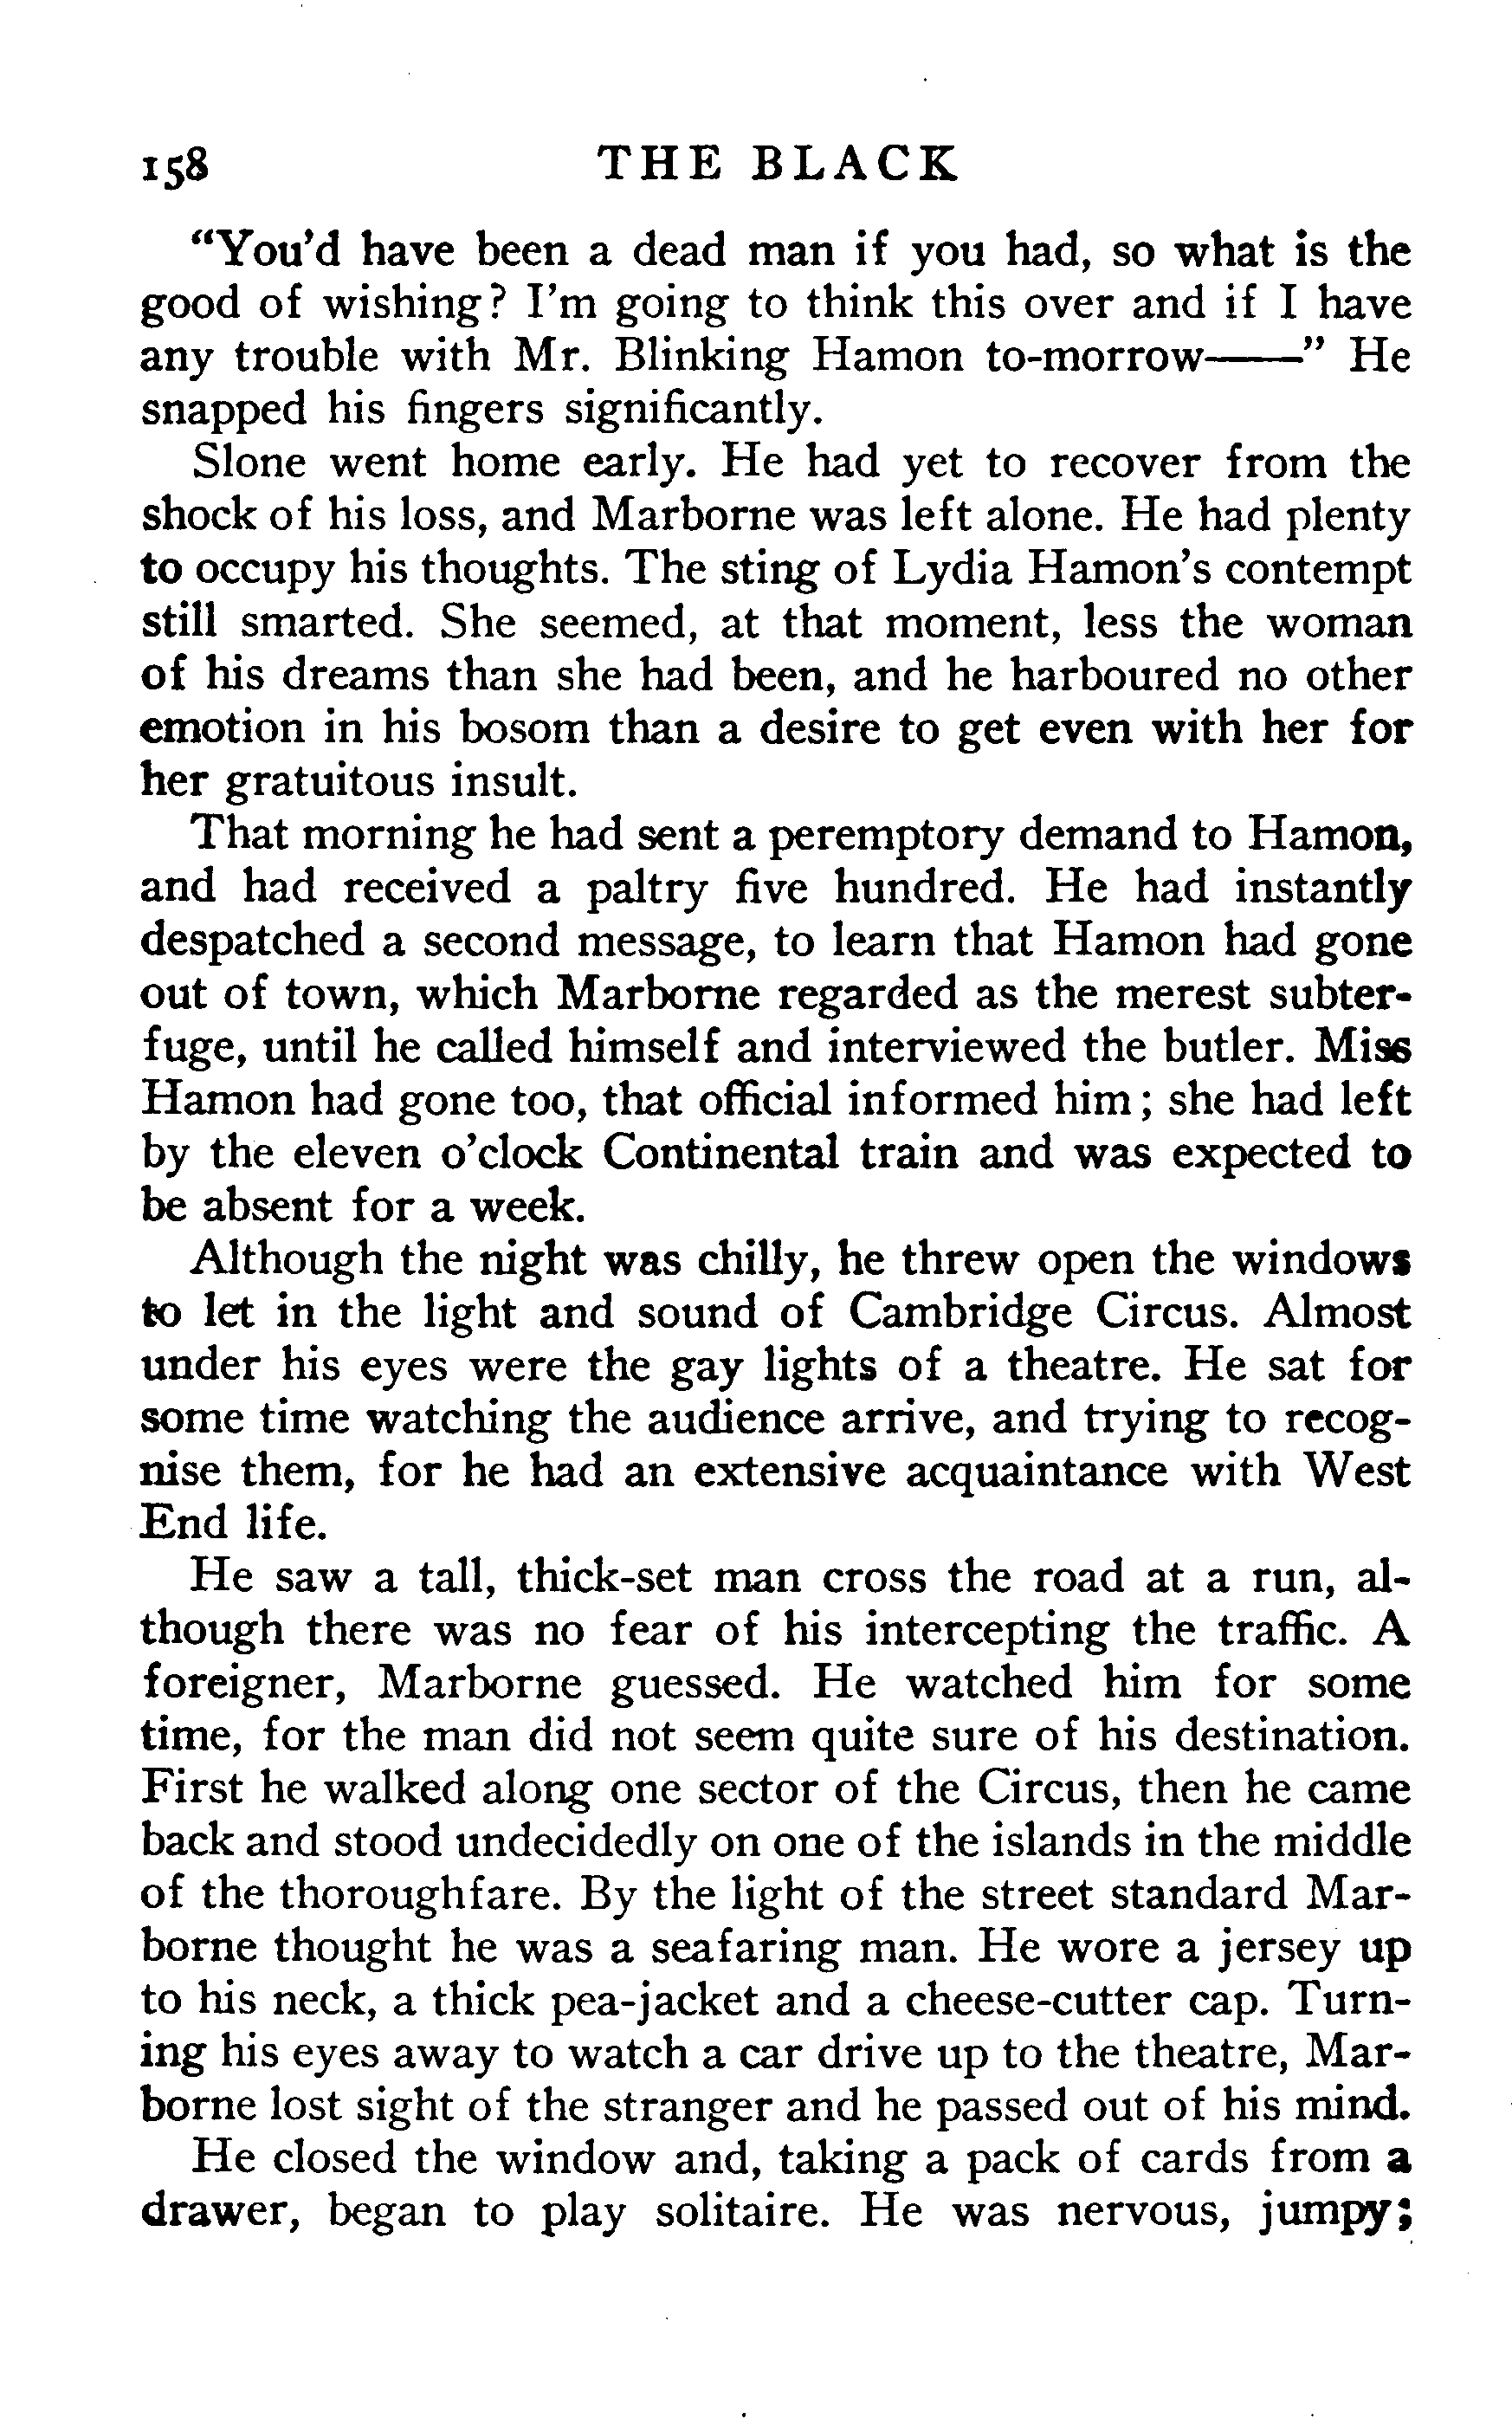 158 THE BLACK
"You'd have been a dead man if you had, so what is the
good of wishing? I'm going to think this over and if I have
any trouble with Mr. Blinking Hamon to-morrow——" He
snapped his fingers significantly.
Slone went home early. He had yet to recover from the
shock of his loss, and Marborne was left alone. He had plenty
to occupy his thoughts. The sting of Lydia Hamon's contempt
still smarted. She seemed, at that moment, less the woman
of his dreams than she had been, and he harboured no other
emotion in his bosom than a desire to get even with her for
her gratuitous insult.
That morning he had sent a peremptory demand to Hamon,
and had received a paltry five hundred. He had instantly
despatched a second message, to learn that Hamon had gone
out of town, which Marborne regarded as the merest subter-
fuge, until he called himself and interviewed the butler. Miss
Hamon had gone too, that official informed him; she had left
by the eleven o'clock Continental train and was expected to
be absent for a week.
Although the night was chilly, he threw open the windows
to let in the light and sound of Cambridge Circus. Almost
under his eyes were the gay lights of a theatre. He sat for
some time watching the audience arrive, and trying to recog-
nise them, for he had an extensive acquaintance with West
End life.
He saw a tall, thick-set man cross the road at a run, al-
though there was no fear of his intercepting the traffic. A
foreigner, Marborne guessed. He watched him for some
time, for the man did not seem quite sure of his destination.
First he walked along one sector of the Circus, then he came
back and stood undecidedly on one of the islands in the middle
of the thoroughfare. By the light of the street standard Mar-
borne thought he was a seafaring man. He wore a jersey up
to his neck, a thick pea-jacket and a cheese-cutter cap. Turn-
ing his eyes away to watch a car drive up to the theatre, Mar-
borne lost sight of the stranger and he passed out of his mind.
He closed the window and, taking a pack of cards from a
drawer, began to play solitaire. He was nervous, jumpy;